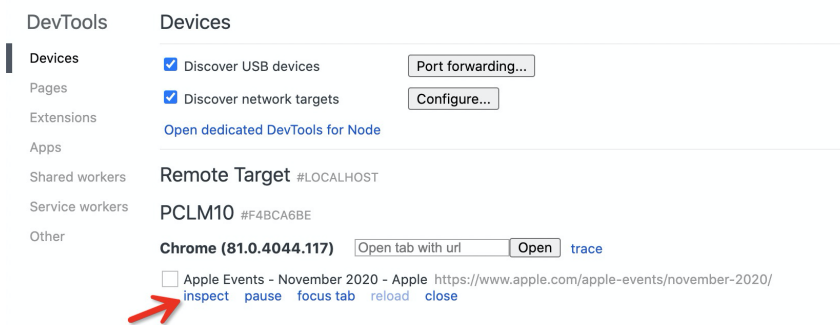 DevTools
Devices
Pages
Extensions
Apps
Shared workers
Service workers
Other
Devices
Discover USB devices Port forwarding...
Discover network targets Configure...
Open dedicated DevTools for Node
Remote Target #LOCALHOST
PCLM10 #F4BCA6BE
Chrome (81.0.4044.117) Open tab with url Open trace
Apple Events - November 2020 - Apple https://www.apple.com/apple-events/november-2020/
inspect pause focus tab reload close